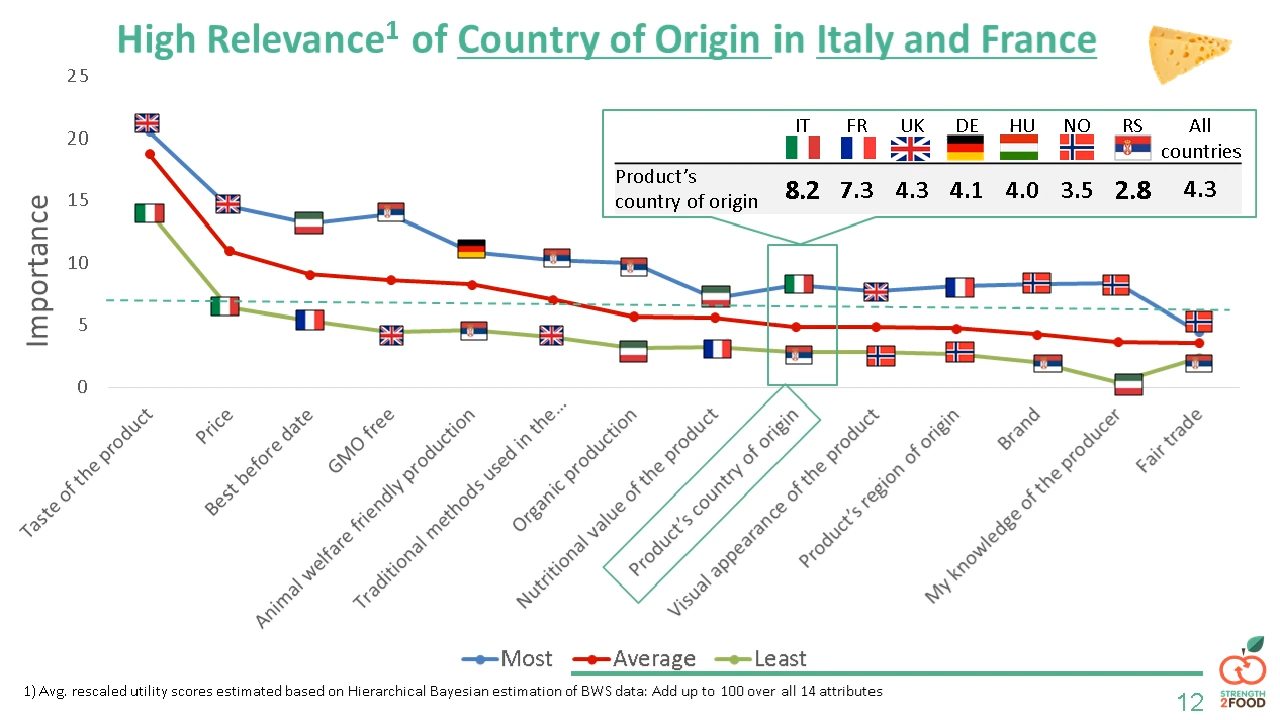 High Relevance¹ of Country of Origin in Italy and France
25
20
15
10
5
0
Importance
IT FR UK DE HU NO RS All
countries
Product's
country of origin 8.2 7.3 4.3 4.1 4.0 3.5 2.8 4.3
Taste of the product
Price
Best before date
GMO free
Animal welfare friendly production
Traditional methods used in the...
Organic production
Nutritional value of the product
Product's country of origin
Visual appearance of the product
Product's region of origin
Brand
My knowledge of the producer
Fair trade
Most Average Least
1) Avg. rescaled utility scores estimated based on Hierarchical Bayesian estimation of BWS data: Add up to 100 over all 14 attributes
12
STRENGTH
2FOOD